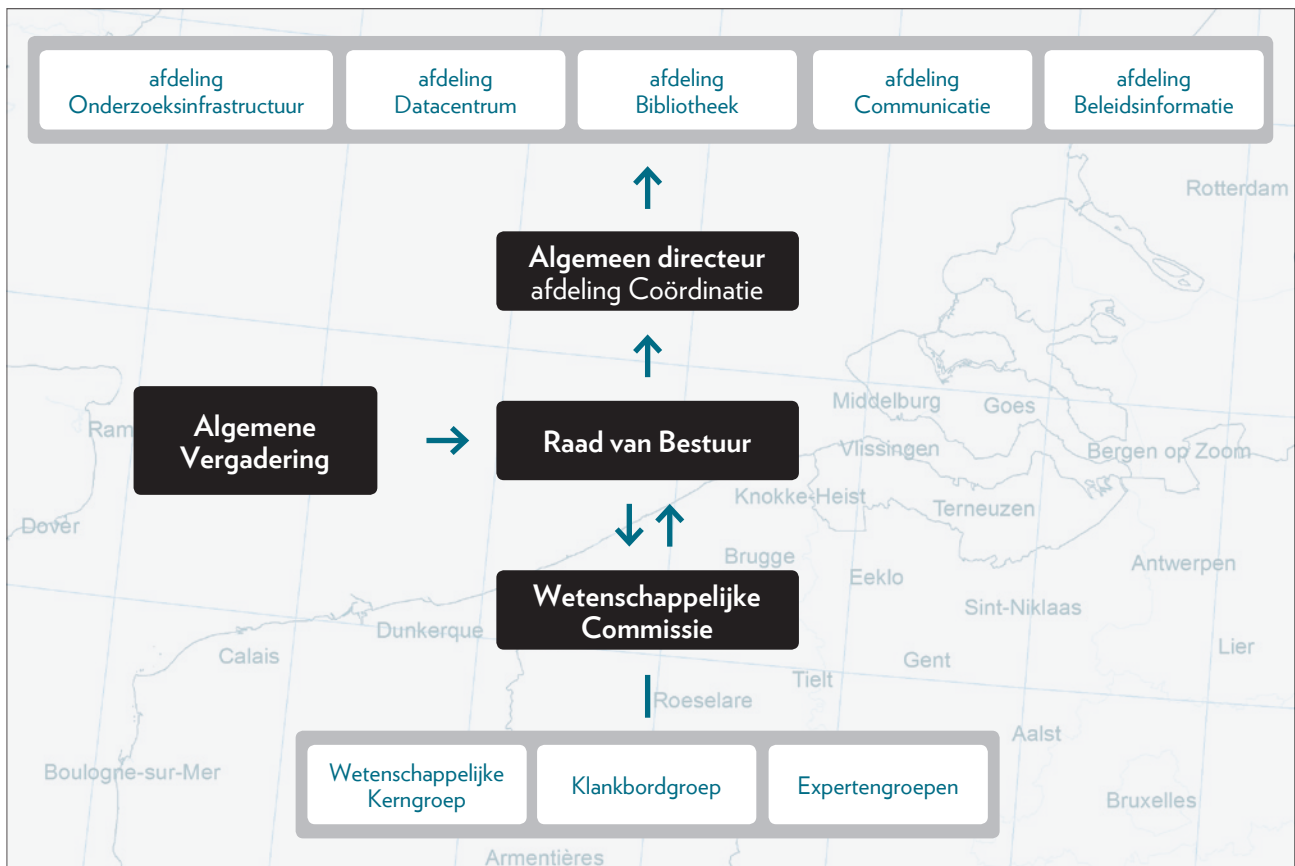 afdeling
Onderzoeksinfrastructuur
afdeling
Datacentrum
afdeling
Bibliotheek
afdeling
Communicatie
afdeling
Beleidsinformatie
Rotterdam
Algemeen directeur
afdeling Coördinatie
Algemene
Vergadering
Raad van Bestuur
Ram
Middelburg
Goes
Vlissingen
Bergen op Zoom
Knokke-Heist
Terneuzen
Dover
Brugge
Eeklo
Antwerpen
Wetenschappelijke
Commissie
Sint-Niklaas
Dunkerque
Calais
Gent
Lier
Tielt
Roeselare
Aalst
Boulogne-sur-Mer
Wetenschappelijke
Kerngroep
Klankbordgroep
Expertengroepen
Bruxelles
Armentières